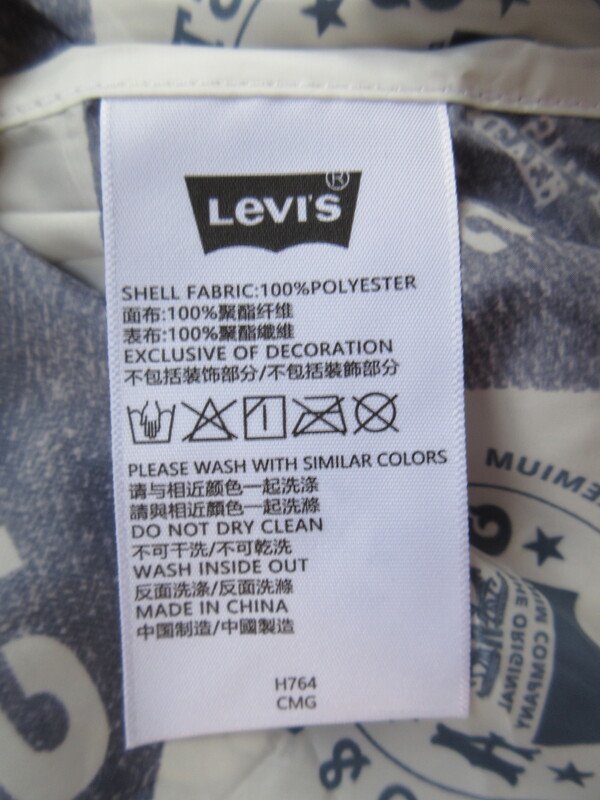 LEVI'S®
SHELL FABRIC:100%POLYESTER
面布:100%聚酯纤维
表布:100%聚酯纖維
EXCLUSIVE OF DECORATION
不包括装饰部分/不包括裝飾部分
PLEASE WASH WITH SIMILAR COLORS
请与相近颜色一起洗涤
請與相近顏色一起洗滌
DO NOT DRY CLEAN
不可干洗/不可乾洗
WASH INSIDE OUT
反面洗涤/反面洗滌
MADE IN CHINA
中国制造/中國製造
H764
CMG